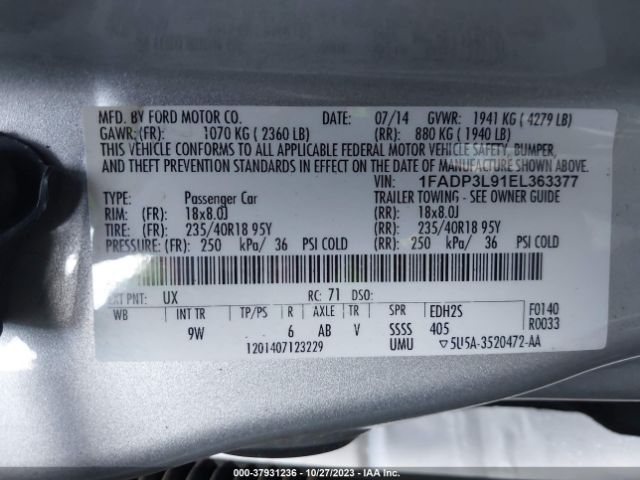 MFD. BY FORD MOTOR CO. DATE: 07/14 GVWR: 1941 KG ( 4279 LB)
GAWR: (FR): 1070 KG ( 2360 LB) (RR): 880 KG ( 1940 LB)
THIS VEHICLE CONFORMS TO ALL APPLICABLE FEDERAL MOTOR VEHICLE SAFETY, BUMPER,
AND THEFT PREVENTION STANDARDS IN EFFECT ON THE DATE OF MANUFACTURE SHOWN ABOVE.
VIN: 1FADP3L91EL363377
TYPE: Passenger Car TRAILER TOWING - SEE OWNER GUIDE
RIM: (FR): 18x8.0J (RR): 18x8.0J
TIRE: (FR): 235/40R18 95Y (RR): 235/40R18 95Y
PRESSURE: (FR): 250 kPa/ 36 PSI COLD (RR): 250 kPa/ 36 PSI COLD
EXT PNT: UX RC: 71 DSO:
WB INT TR TP/PS R AXLE TR SPR EDH2S F0140
9W 6 AB V SSSS 405 R0033
1201407123229 UMU ▽5U5A-3520472-AA
000-37931236 - 10/27/2023 - IAA Inc.